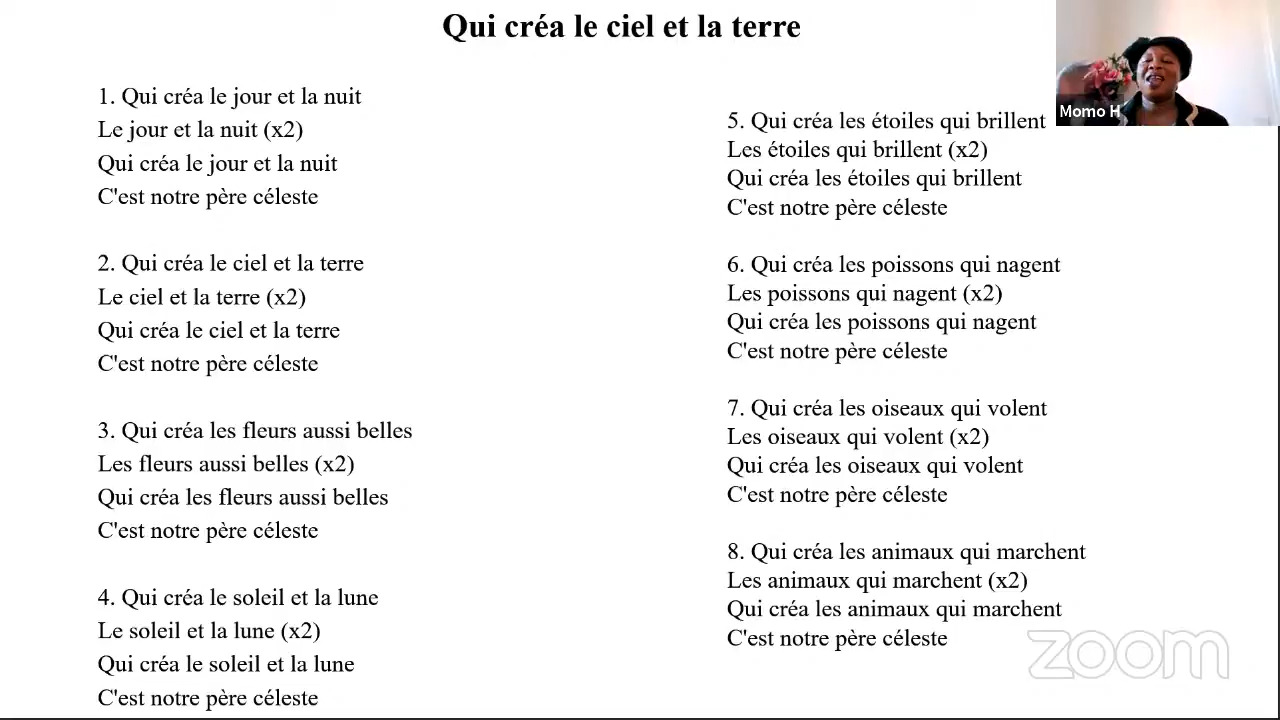 Qui créa le ciel et la terre
1. Qui créa le jour et la nuit
Le jour et la nuit (x2)
Qui créa le jour et la nuit
C'est notre père céleste
2. Qui créa le ciel et la terre
Le ciel et la terre (x2)
Qui créa le ciel et la terre
C'est notre père céleste
3. Qui créa les fleurs aussi belles
Les fleurs aussi belles (x2)
Qui créa les fleurs aussi belles
C'est notre père céleste
4. Qui créa le soleil et la lune
Le soleil et la lune (x2)
Qui créa le soleil et la lune
C'est notre père céleste
5. Qui créa les étoiles qui brillent
Les étoiles qui brillent (x2)
Qui créa les étoiles qui brillent
C'est notre père céleste
6. Qui créa les poissons qui nagent
Les poissons qui nagent (x2)
Qui créa les poissons qui nagent
C'est notre père céleste
7. Qui créa les oiseaux qui volent
Les oiseaux qui volent (x2)
Qui créa les oiseaux qui volent
C'est notre père céleste
8. Qui créa les animaux qui marchent
Les animaux qui marchent (x2)
Qui créa les animaux qui marchent
C'est notre père céleste
Momo H
zoom